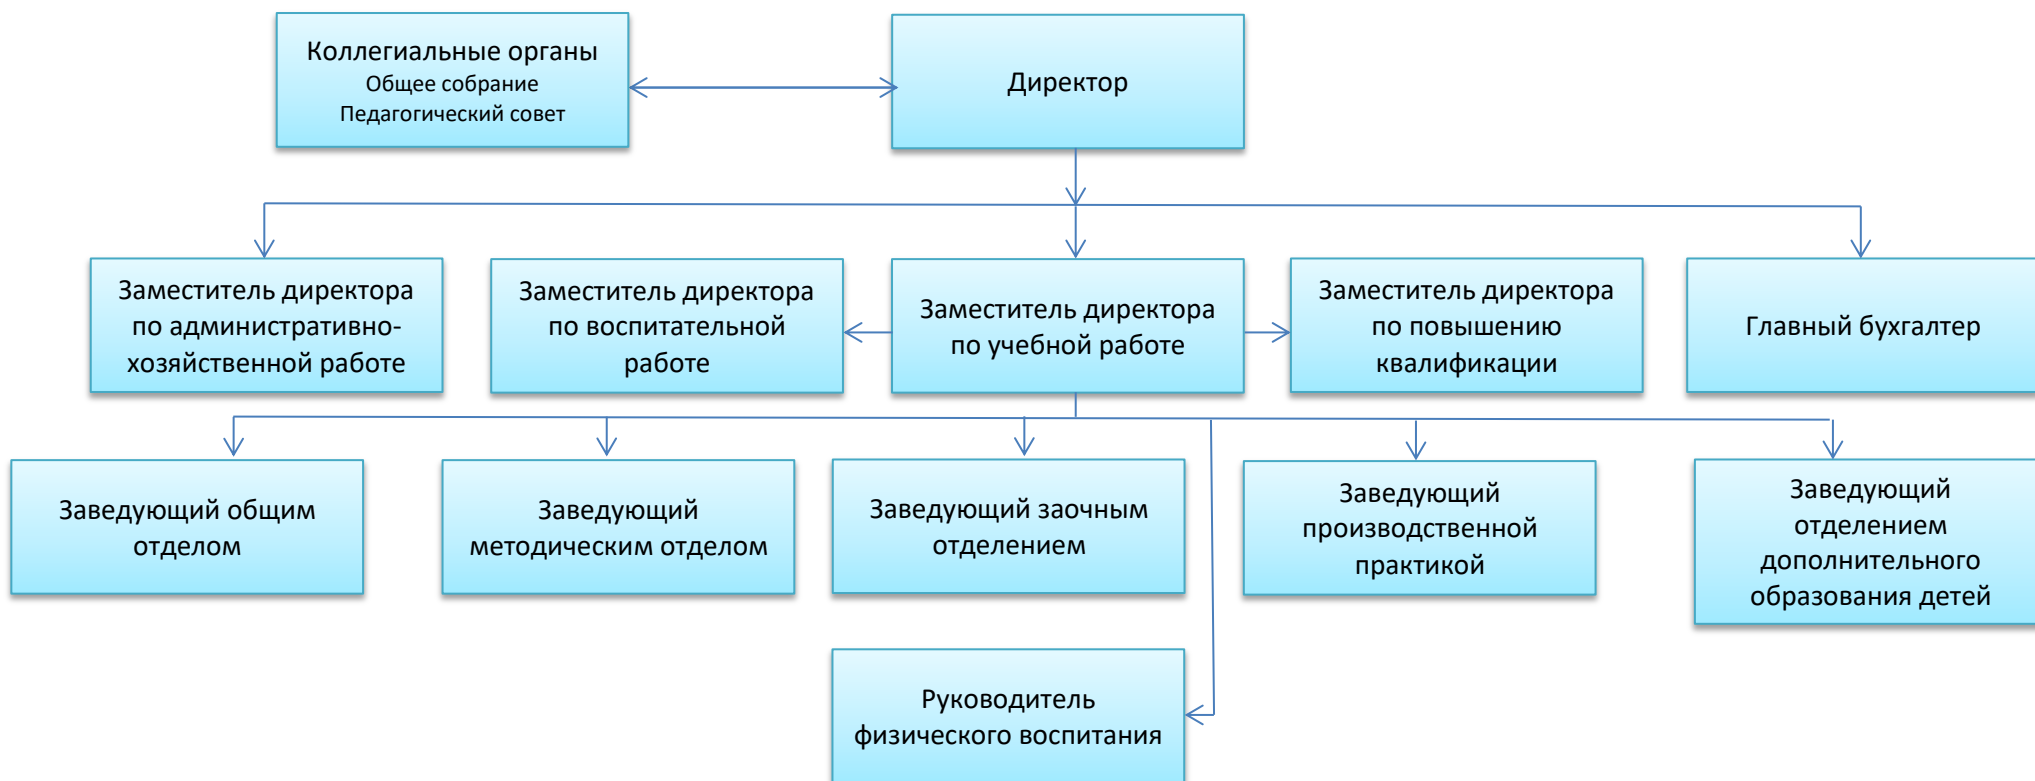 Коллегиальные органы
Общее собрание
Педагогический совет
Директор
Заместитель директора
по административно-
хозяйственной работе
Заместитель директора
по воспитательной
работе
Заместитель директора
по учебной работе
Заместитель директора
по повышению
квалификации
Главный бухгалтер
Заведующий общим
отделом
Заведующий
методическим отделом
Заведующий заочным
отделением
Заведующий
производственной
практикой
Заведующий
отделением
дополнительного
образования детей
Руководитель
физического воспитания